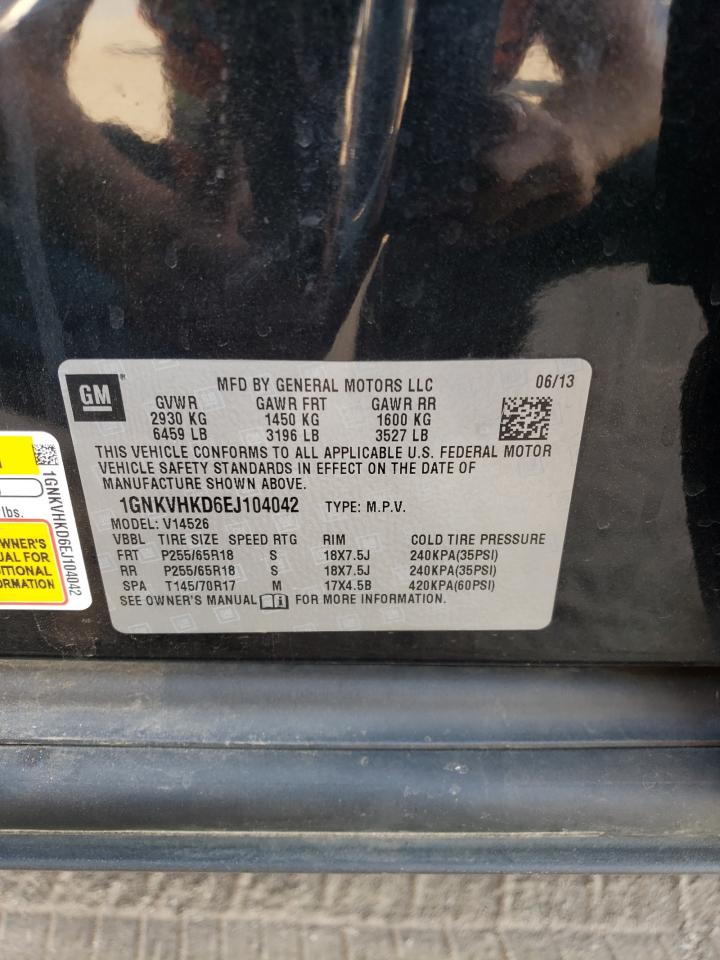 GM
MFD BY GENERAL MOTORS LLC 06/13
GVWR GAWR FRT GAWR RR
2930 KG 1450 KG 1600 KG
6459 LB 3196 LB 3527 LB
THIS VEHICLE CONFORMS TO ALL APPLICABLE U.S. FEDERAL MOTOR
VEHICLE SAFETY STANDARDS IN EFFECT ON THE DATE OF
MANUFACTURE SHOWN ABOVE.
1GNKVHKD6EJ104042 TYPE: M.P.V.
MODEL: V14526
VBBL TIRE SIZE SPEED RTG RIM COLD TIRE PRESSURE
FRT P255/65R18 S 18X7.5J 240KPA(35PSI)
RR P255/65R18 S 18X7.5J 240KPA(35PSI)
SPA T145/70R17 M 17X4.5B 420KPA(60PSI)
SEE OWNER'S MANUAL FOR MORE INFORMATION.
lbs.
OWNER'S
FOR
1GNKVHKD6EJ104042